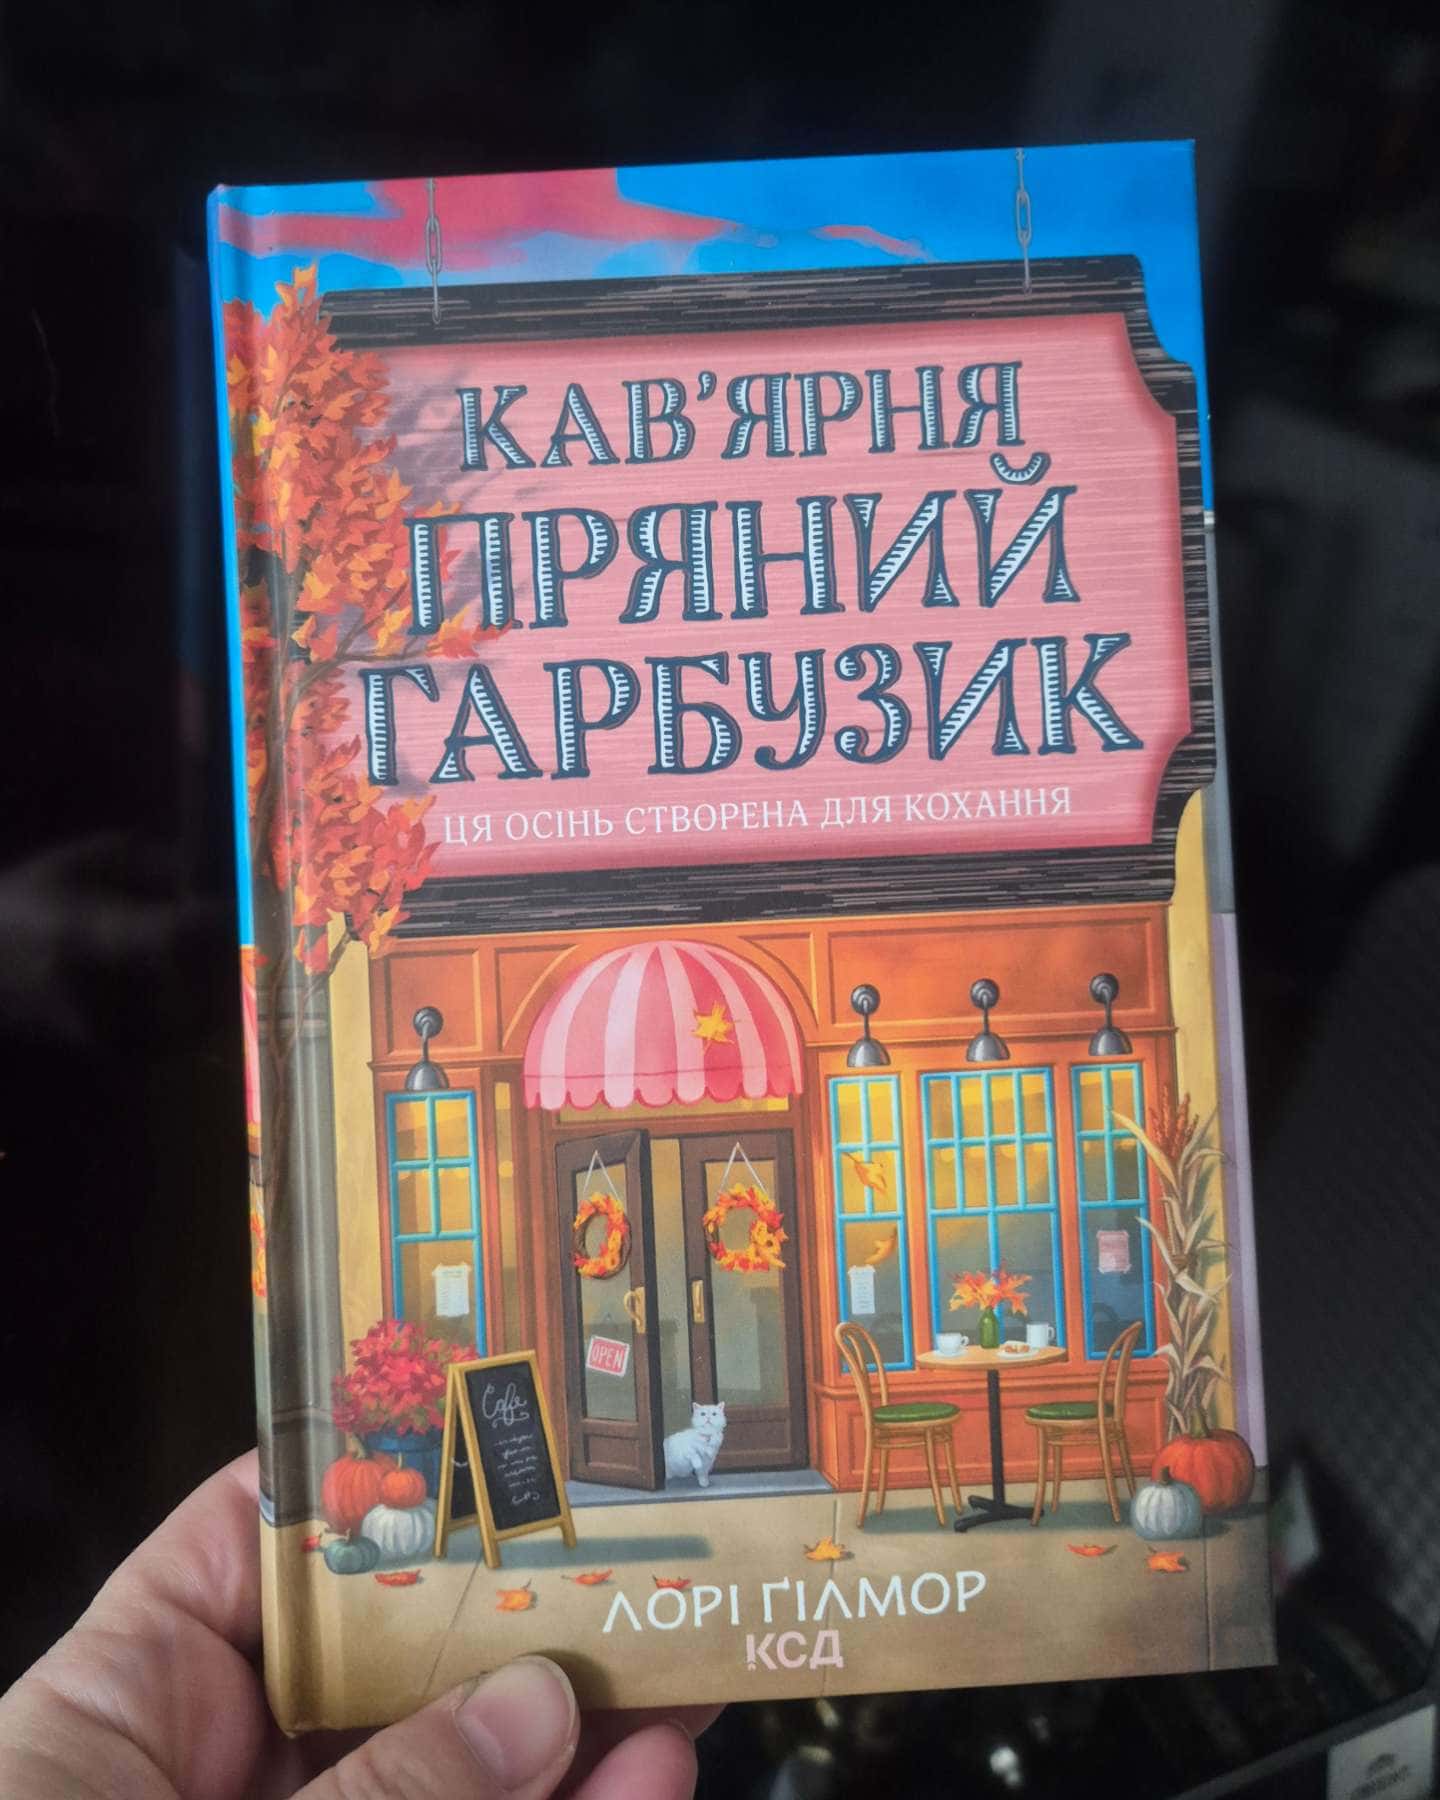 КАВ’ЯРНЯ
ПРЯНИЙ
ГАРБУЗИК
ЦЯ ОСІНЬ СТВОРЕНА ДЛЯ КОХАННЯ
OPEN
Cafe
ЛОРІ ҐІЛМОР
КСД